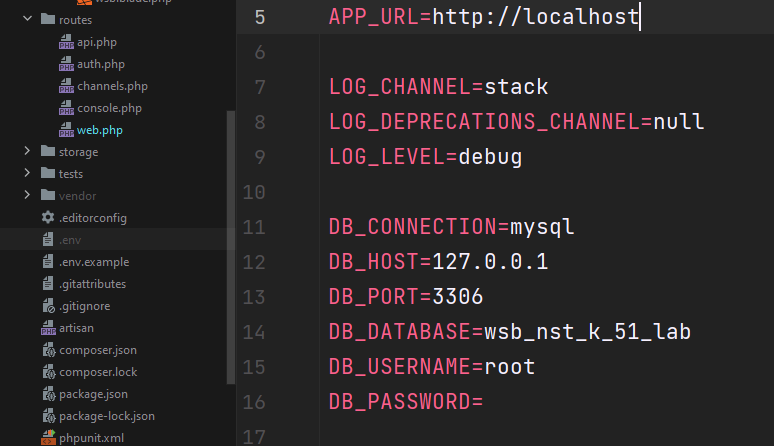 routes
api.php
auth.php
channels.php
console.php
web.php
storage
tests
vendor
.editorconfig
.env
.env.example
.gitattributes
.gitignore
artisan
composer.json
composer.lock
package.json
package-lock.json
phpunit.xml
5 APP_URL=http://localhost
6
7 LOG_CHANNEL=stack
8 LOG_DEPRECATIONS_CHANNEL=null
9 LOG_LEVEL=debug
10
11 DB_CONNECTION=mysql
12 DB_HOST=127.0.0.1
13 DB_PORT=3306
14 DB_DATABASE=wsb_nst_k_51_lab
15 DB_USERNAME=root
16 DB_PASSWORD=
17